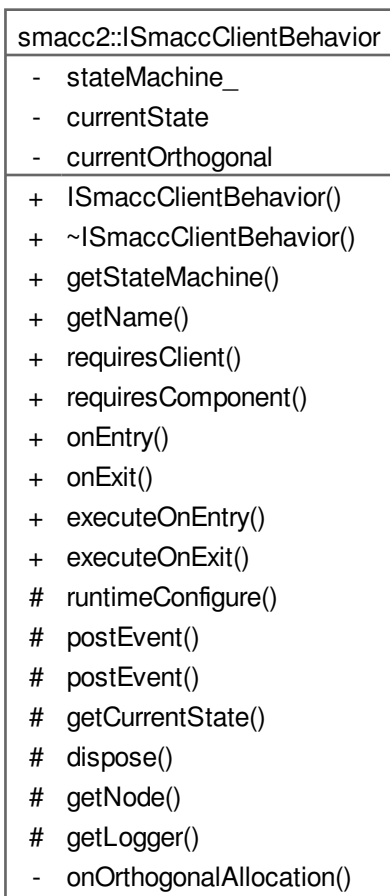 smacc2::ISmaccClientBehavior
- stateMachine_
- currentState
- currentOrthogonal
+ ISmaccClientBehavior()
+ ~ISmaccClientBehavior()
+ getStateMachine()
+ getName()
+ requiresClient()
+ requiresComponent()
+ onEntry()
+ onExit()
+ executeOnEntry()
+ executeOnExit()
# runtimeConfigure()
# postEvent()
# postEvent()
# getCurrentState()
# dispose()
# getNode()
# getLogger()
- onOrthogonalAllocation()